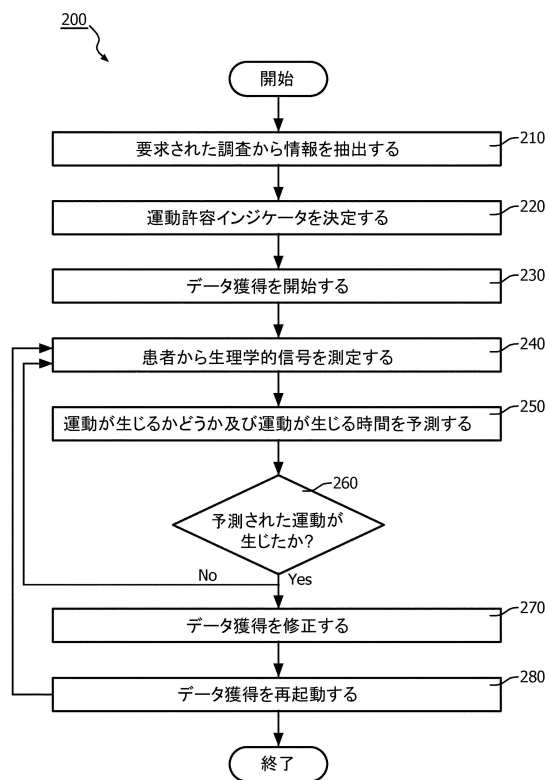 200
開始
要求された調査から情報を抽出する
210
運動許容インジケータを決定する
220
データ獲得を開始する
230
患者から生理学的信号を測定する
240
運動が生じるかどうか及び運動が生じる時間を予測する
250
260
予測された運動が
生じたか?
No
Yes
データ獲得を修正する
270
データ獲得を再起動する
280
終了